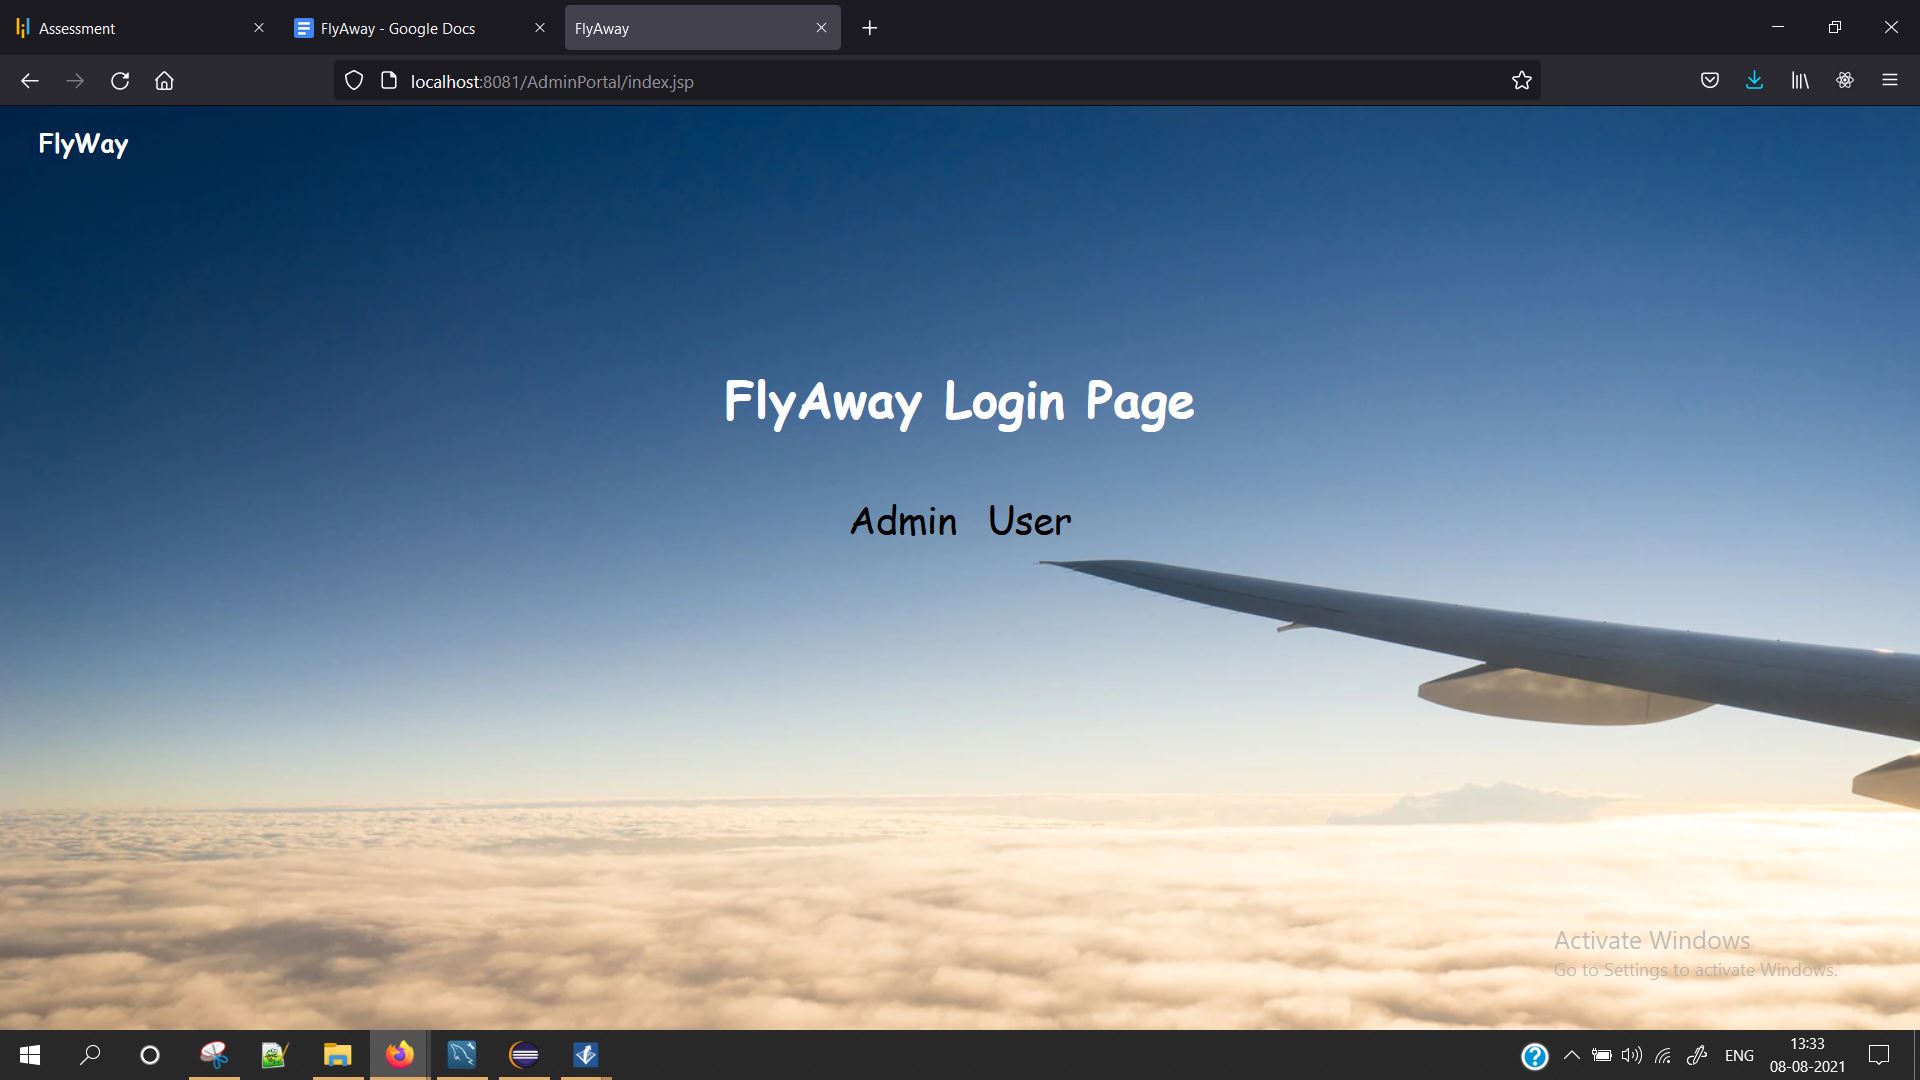 Assessment
FlyAway - Google Docs
FlyAway
localhost:8081/AdminPortal/index.jsp
FlyWay
FlyAway Login Page
Admin User
Activate Windows
Go to Settings to activate Windows.
ENG
13:33
08-08-2021